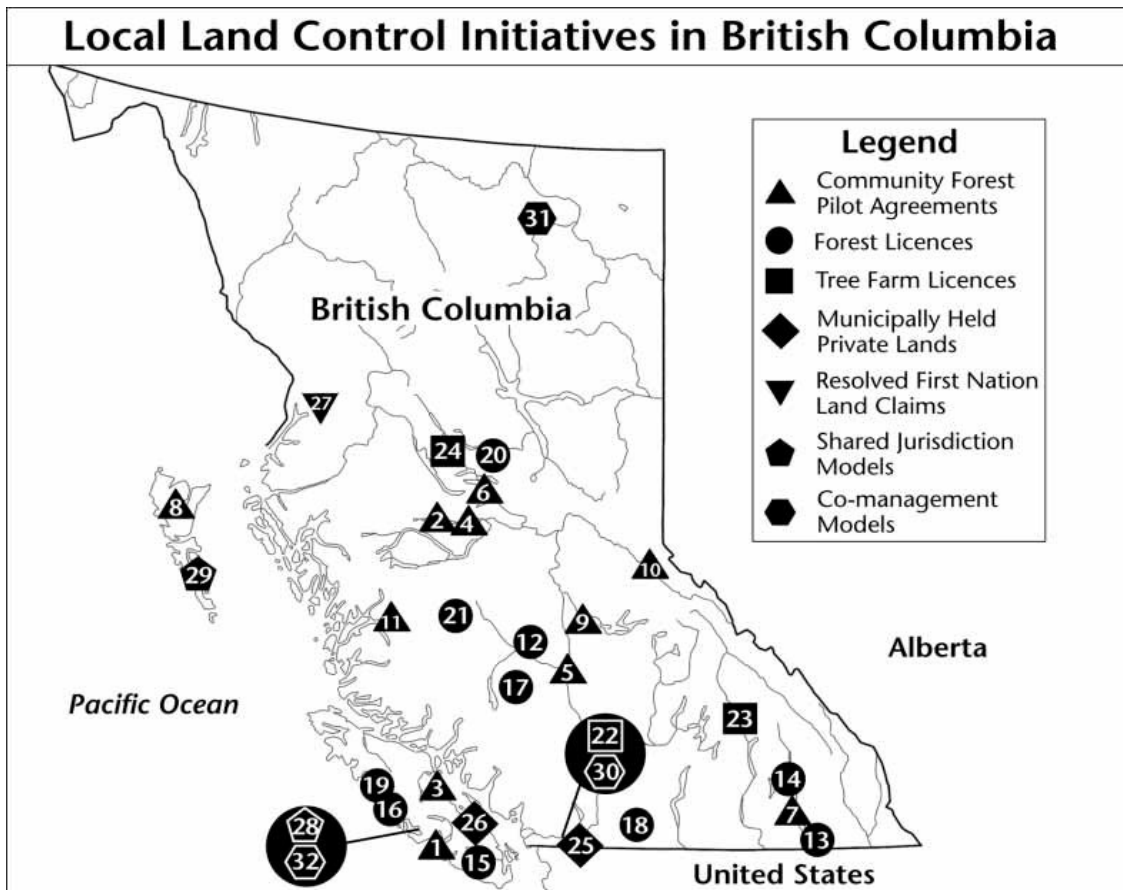 Local Land Control Initiatives in British Columbia
Legend
Community Forest
Pilot Agreements
Forest Licences
Tree Farm Licences
Municipally Held
Private Lands
Resolved First Nation
Land Claims
Shared Jurisdiction
Models
Co-management
Models
31
British Columbia
27
24
20
6
8
2
4
29
10
11
21
9
12
5
Alberta
17
Pacific Ocean
23
22
30
19
3
14
16
7
28
26
18
13
32
1
15
25
United States